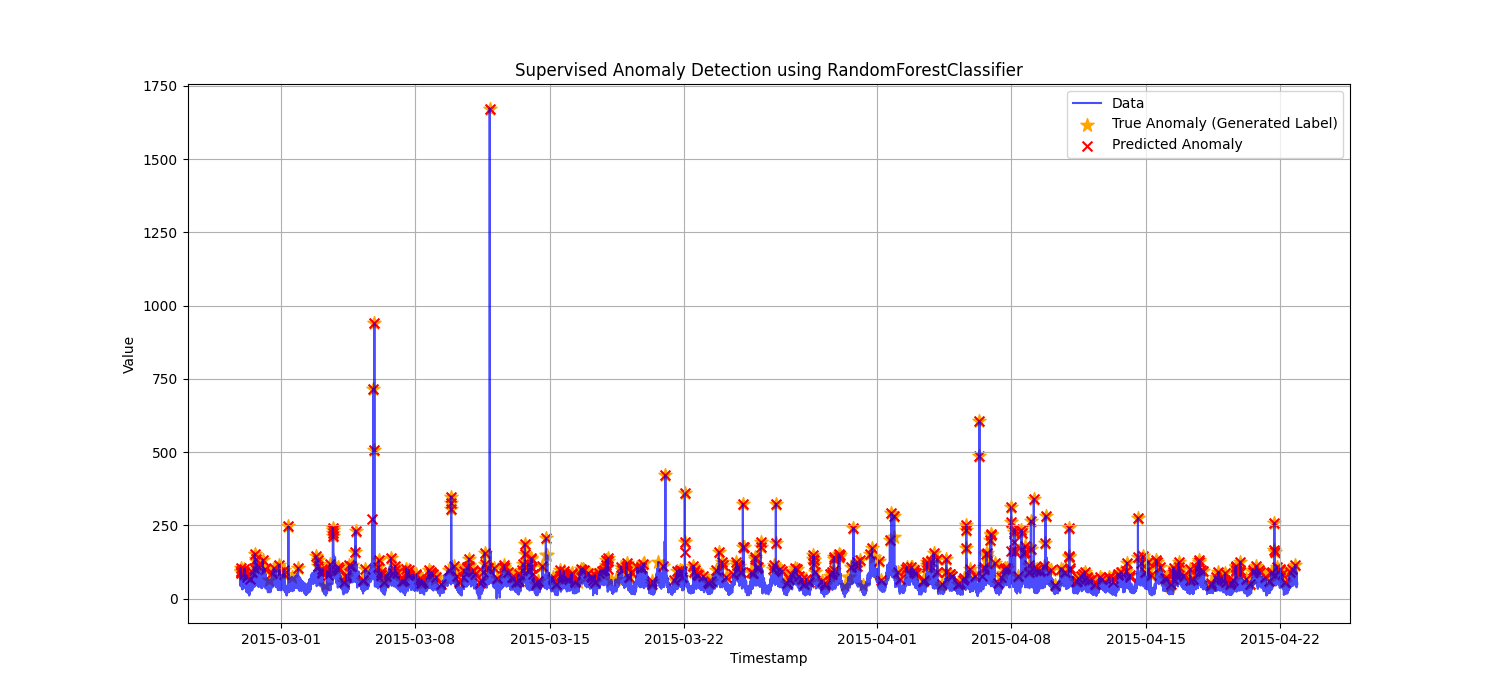 Supervised Anomaly Detection using RandomForestClassifier
Data
True Anomaly (Generated Label)
Predicted Anomaly
1750
1500
1250
1000
750
500
250
0
Value
2015-03-01 2015-03-08 2015-03-15 2015-03-22 2015-04-01 2015-04-08 2015-04-15 2015-04-22
Timestamp